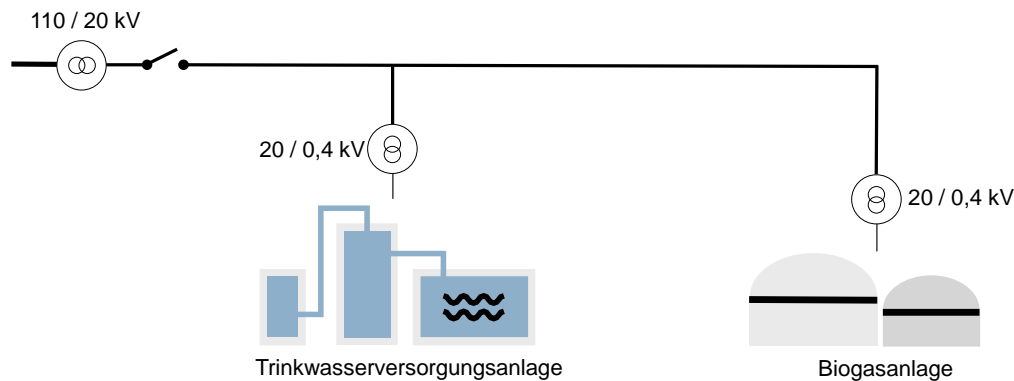 110 / 20 kV
20 / 0,4 kV
20 / 0,4 kV
Trinkwasserversorgungsanlage
Biogasanlage